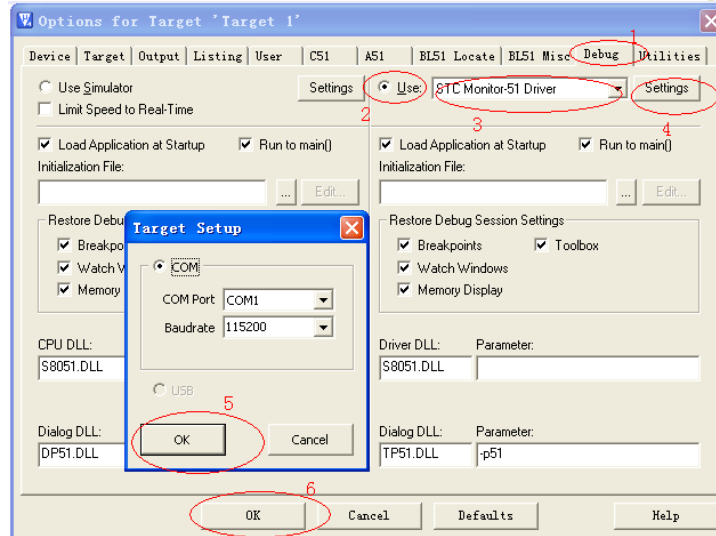 Options for Target 'Target 1'
1
Device Target Output Listing User C51 A51 BL51 Locate BL51 Misc Debug Utilities
Use Simulator Settings Use: STC Monitor-51 Driver Settings
Limit Speed to Real-Time
2 3 4
Load Application at Startup Run to main() Load Application at Startup Run to main()
Initialization File: Initialization File:
... Edit... ... Edit...
Restore Debu Restore Debug Session Settings
Breakpo Breakpoints Toolbox
Watch W Watch Windows
Memory Memory Display
Target Setup
COM
COM Port COM1
Baudrate 115200
USB
5
OK Cancel
CPU DLL: Driver DLL: Parameter:
S8051.DLL S8051.DLL
Dialog DLL: Dialog DLL: Parameter:
DP51.DLL TP51.DLL -p51
6
OK Cancel Defaults Help